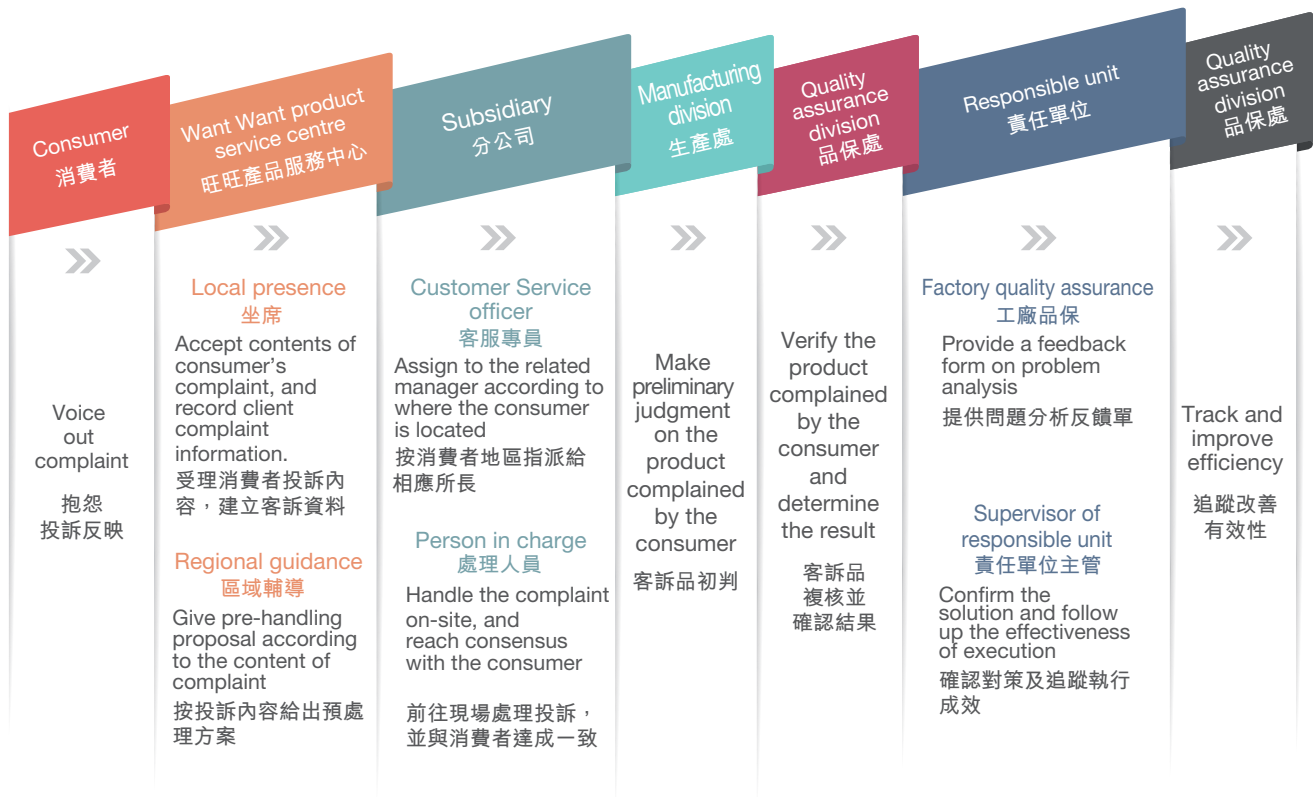 Consumer
消費者
Voice
out
complaint
抱怨
投訴反映
Want Want product
service centre
旺旺產品服務中心
Local presence
坐席
Accept contents of
consumer’s
complaint, and
record client
complaint
information.
受理消費者投訴內
容，建立客訴資料
Regional guidance
區域輔導
Give pre-handling
proposal according
to the content of
complaint
按投訴內容給出預處
理方案
Subsidiary
分公司
Customer Service
officer
客服專員
Assign to the related
manager according to
where the consumer
is located
按消費者地區指派給
相應所長
Person in charge
處理人員
Handle the complaint
on-site, and
reach consensus
with the consumer
前往現場處理投訴，
並與消費者達成一致
Manufacturing
division
生產處
Make
preliminary
judgment
on the
product
complained
by the
consumer
客訴品初判
Quality
assurance
division
品保處
Verify the
product
complained
by the
consumer
and
determine
the result
客訴品
複核並
確認結果
Responsible unit
責任單位
Factory quality assurance
工廠品保
Provide a feedback
form on problem
analysis
提供問題分析反饋單
Supervisor of
responsible unit
責任單位主管
Confirm the
solution and follow
up the effectiveness
of execution
確認對策及追蹤執行
成效
Quality
assurance
division
品保處
Track and
improve
efficiency
追蹤改善
有效性